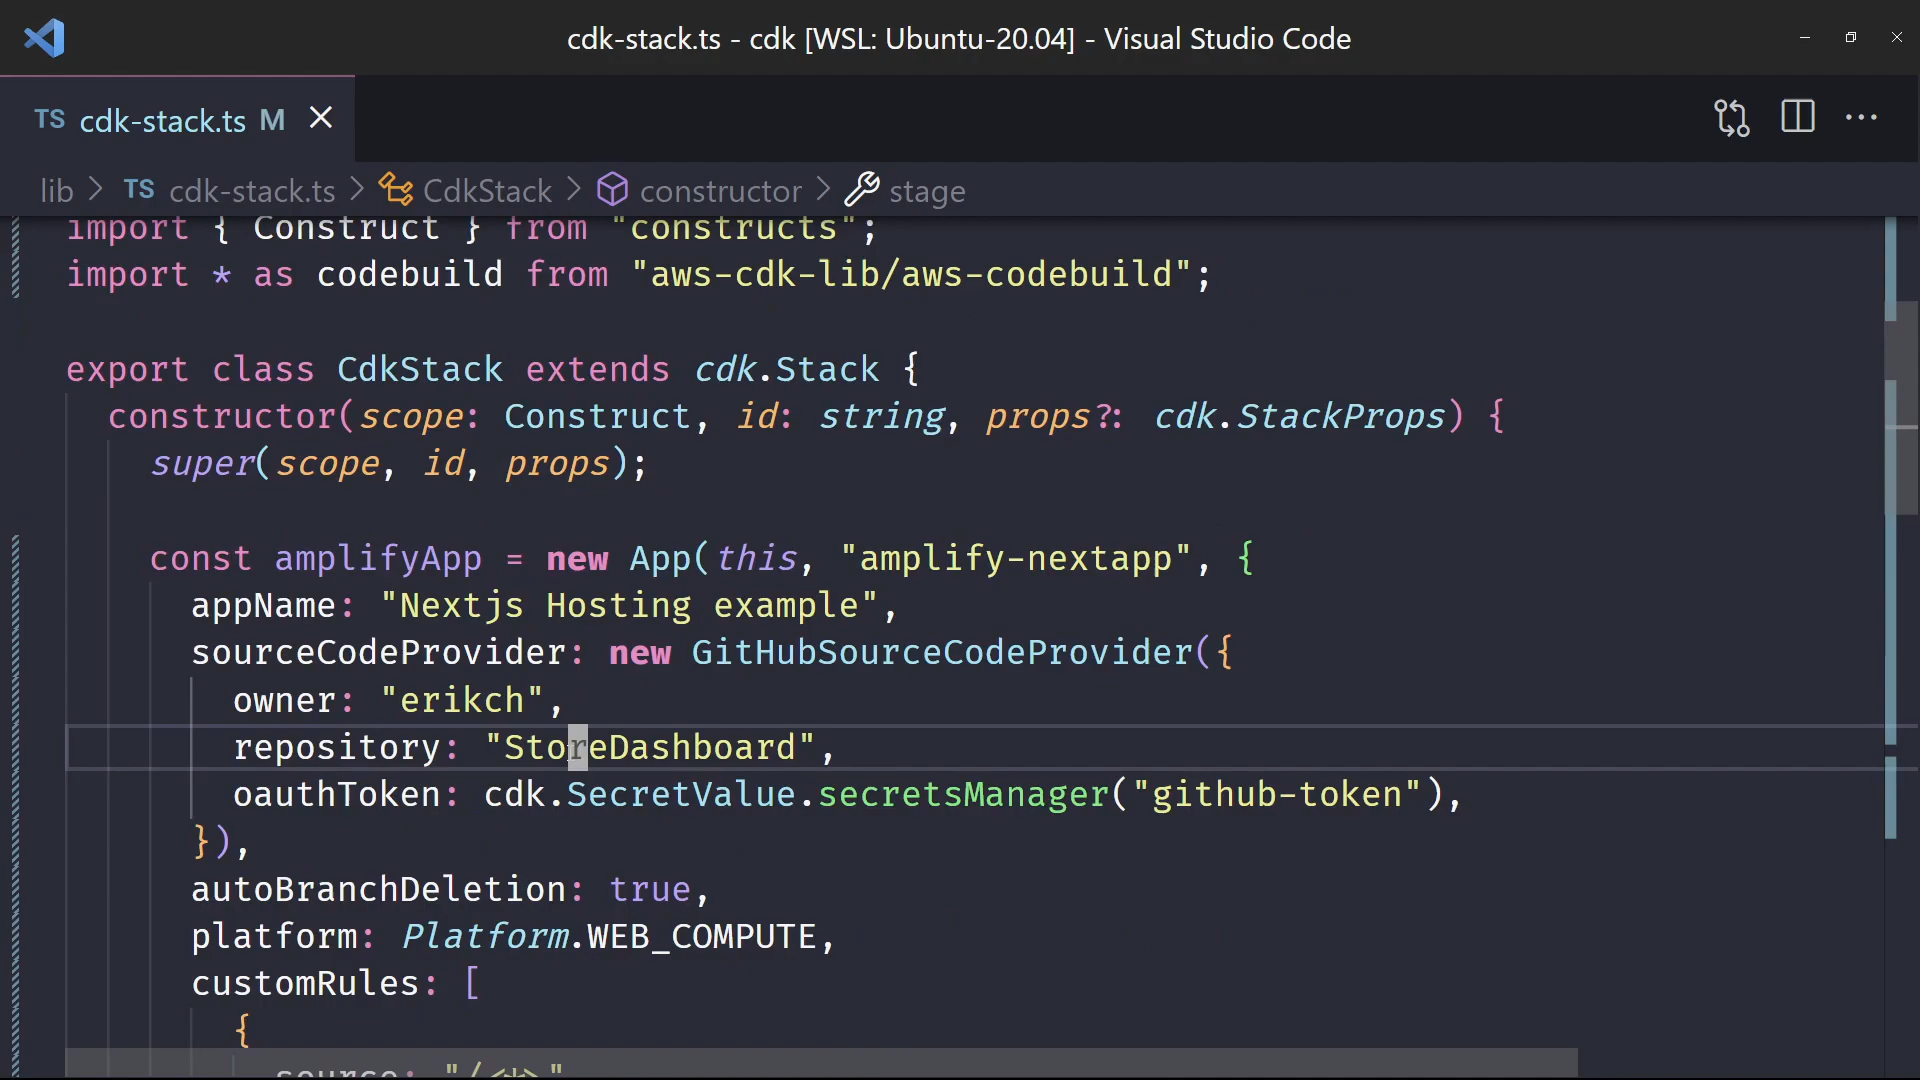 cdk-stack.ts - cdk [WSL: Ubuntu-20.04] - Visual Studio Code
TS cdk-stack.ts M
lib > TS cdk-stack.ts > CdkStack > constructor > stage
import { Construct } from "constructs";
import * as codebuild from "aws-cdk-lib/aws-codebuild";
export class CdkStack extends cdk.Stack {
constructor(scope: Construct, id: string, props?: cdk.StackProps) {
super(scope, id, props);
const amplifyApp = new App(this, "amplify-nextapp", {
appName: "Nextjs Hosting example",
sourceCodeProvider: new GitHubSourceCodeProvider({
owner: "erikch",
repository: "StoreDashboard",
oauthToken: cdk.SecretValue.secretsManager("github-token"),
}),
autoBranchDeletion: true,
platform: Platform.WEB_COMPUTE,
customRules: [
{
source: "/<*>"